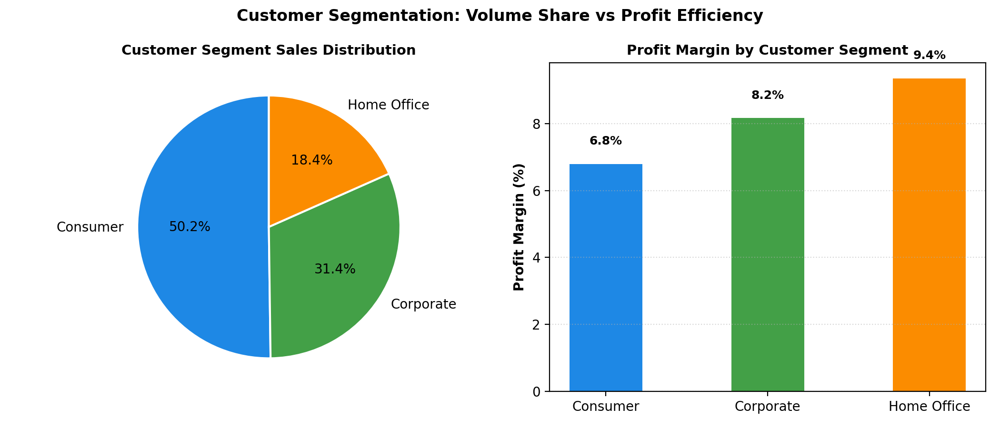 Customer Segmentation: Volume Share vs Profit Efficiency
Customer Segment Sales Distribution
Home Office
18.4%
Consumer
50.2%
31.4%
Corporate
Profit Margin by Customer Segment
9.4%
8.2%
6.8%
Profit Margin (%)
8
6
4
2
0
Consumer
Corporate
Home Office